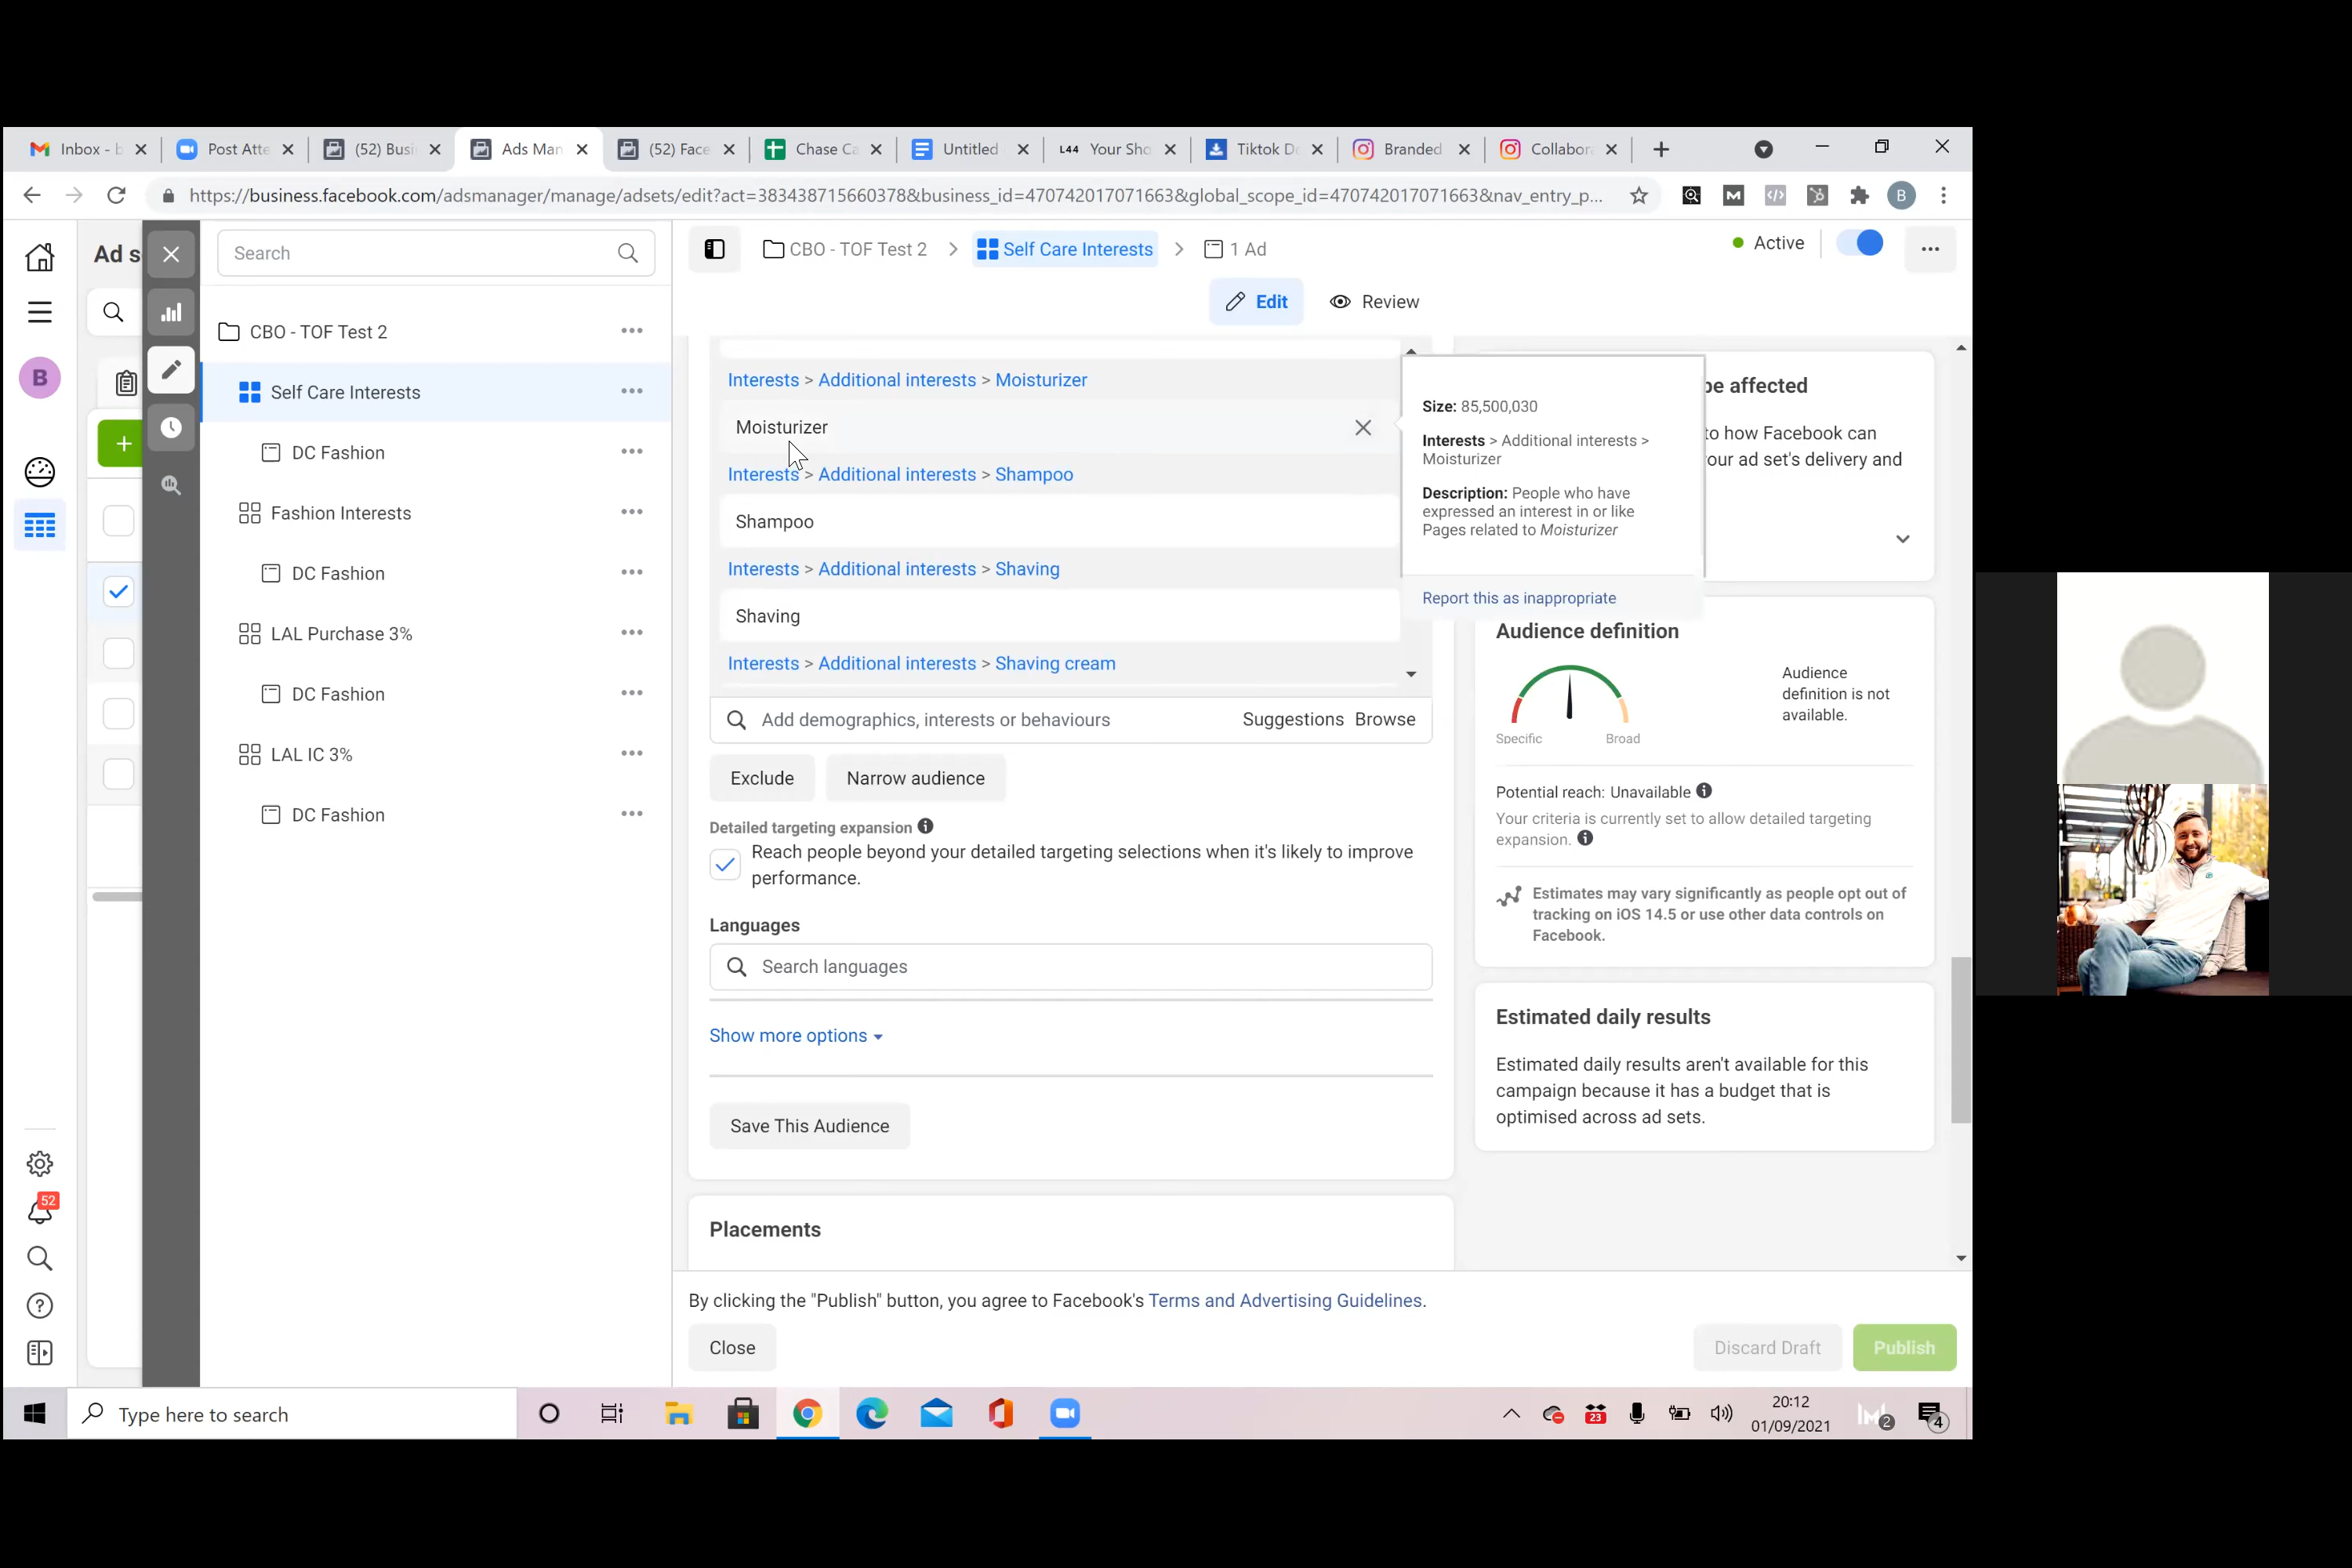 Inbox - b
Post Atte
(52) Busi
Ads Man
(52) Face
Chase Ca
Untitled
L44 Your Sho
Tiktok Do
Branded
Collabora
https://business.facebook.com/adsmanager/manage/adsets/edit?act=383438715660378&business_id=470742017071663&global_scope_id=470742017071663&nav_entry_p...
B
Ad s
Search
CBO - TOF Test 2 > Self Care Interests > 1 Ad
Active
Edit
Review
B
CBO - TOF Test 2
Self Care Interests
DC Fashion
Fashion Interests
DC Fashion
LAL Purchase 3%
DC Fashion
LAL IC 3%
DC Fashion
52
Interests > Additional interests > Moisturizer
Moisturizer
Interests > Additional interests > Shampoo
Shampoo
Interests > Additional interests > Shaving
Shaving
Interests > Additional interests > Shaving cream
Add demographics, interests or behaviours
Suggestions Browse
Exclude
Narrow audience
Detailed targeting expansion
Reach people beyond your detailed targeting selections when it's likely to improve
performance.
Languages
Search languages
Show more options
Save This Audience
Placements
Size: 85,500,030
Interests > Additional interests >
Moisturizer
Description: People who have
expressed an interest in or like
Pages related to Moisturizer
Report this as inappropriate
be affected
to how Facebook can
our ad set's delivery and
Audience definition
Specific
Broad
Audience
definition is not
available.
Potential reach: Unavailable
Your criteria is currently set to allow detailed targeting
expansion.
Estimates may vary significantly as people opt out of
tracking on iOS 14.5 or use other data controls on
Facebook.
Estimated daily results
Estimated daily results aren't available for this
campaign because it has a budget that is
optimised across ad sets.
By clicking the "Publish" button, you agree to Facebook's Terms and Advertising Guidelines.
Close
Discard Draft
Publish
Type here to search
23
20:12
01/09/2021
2
4